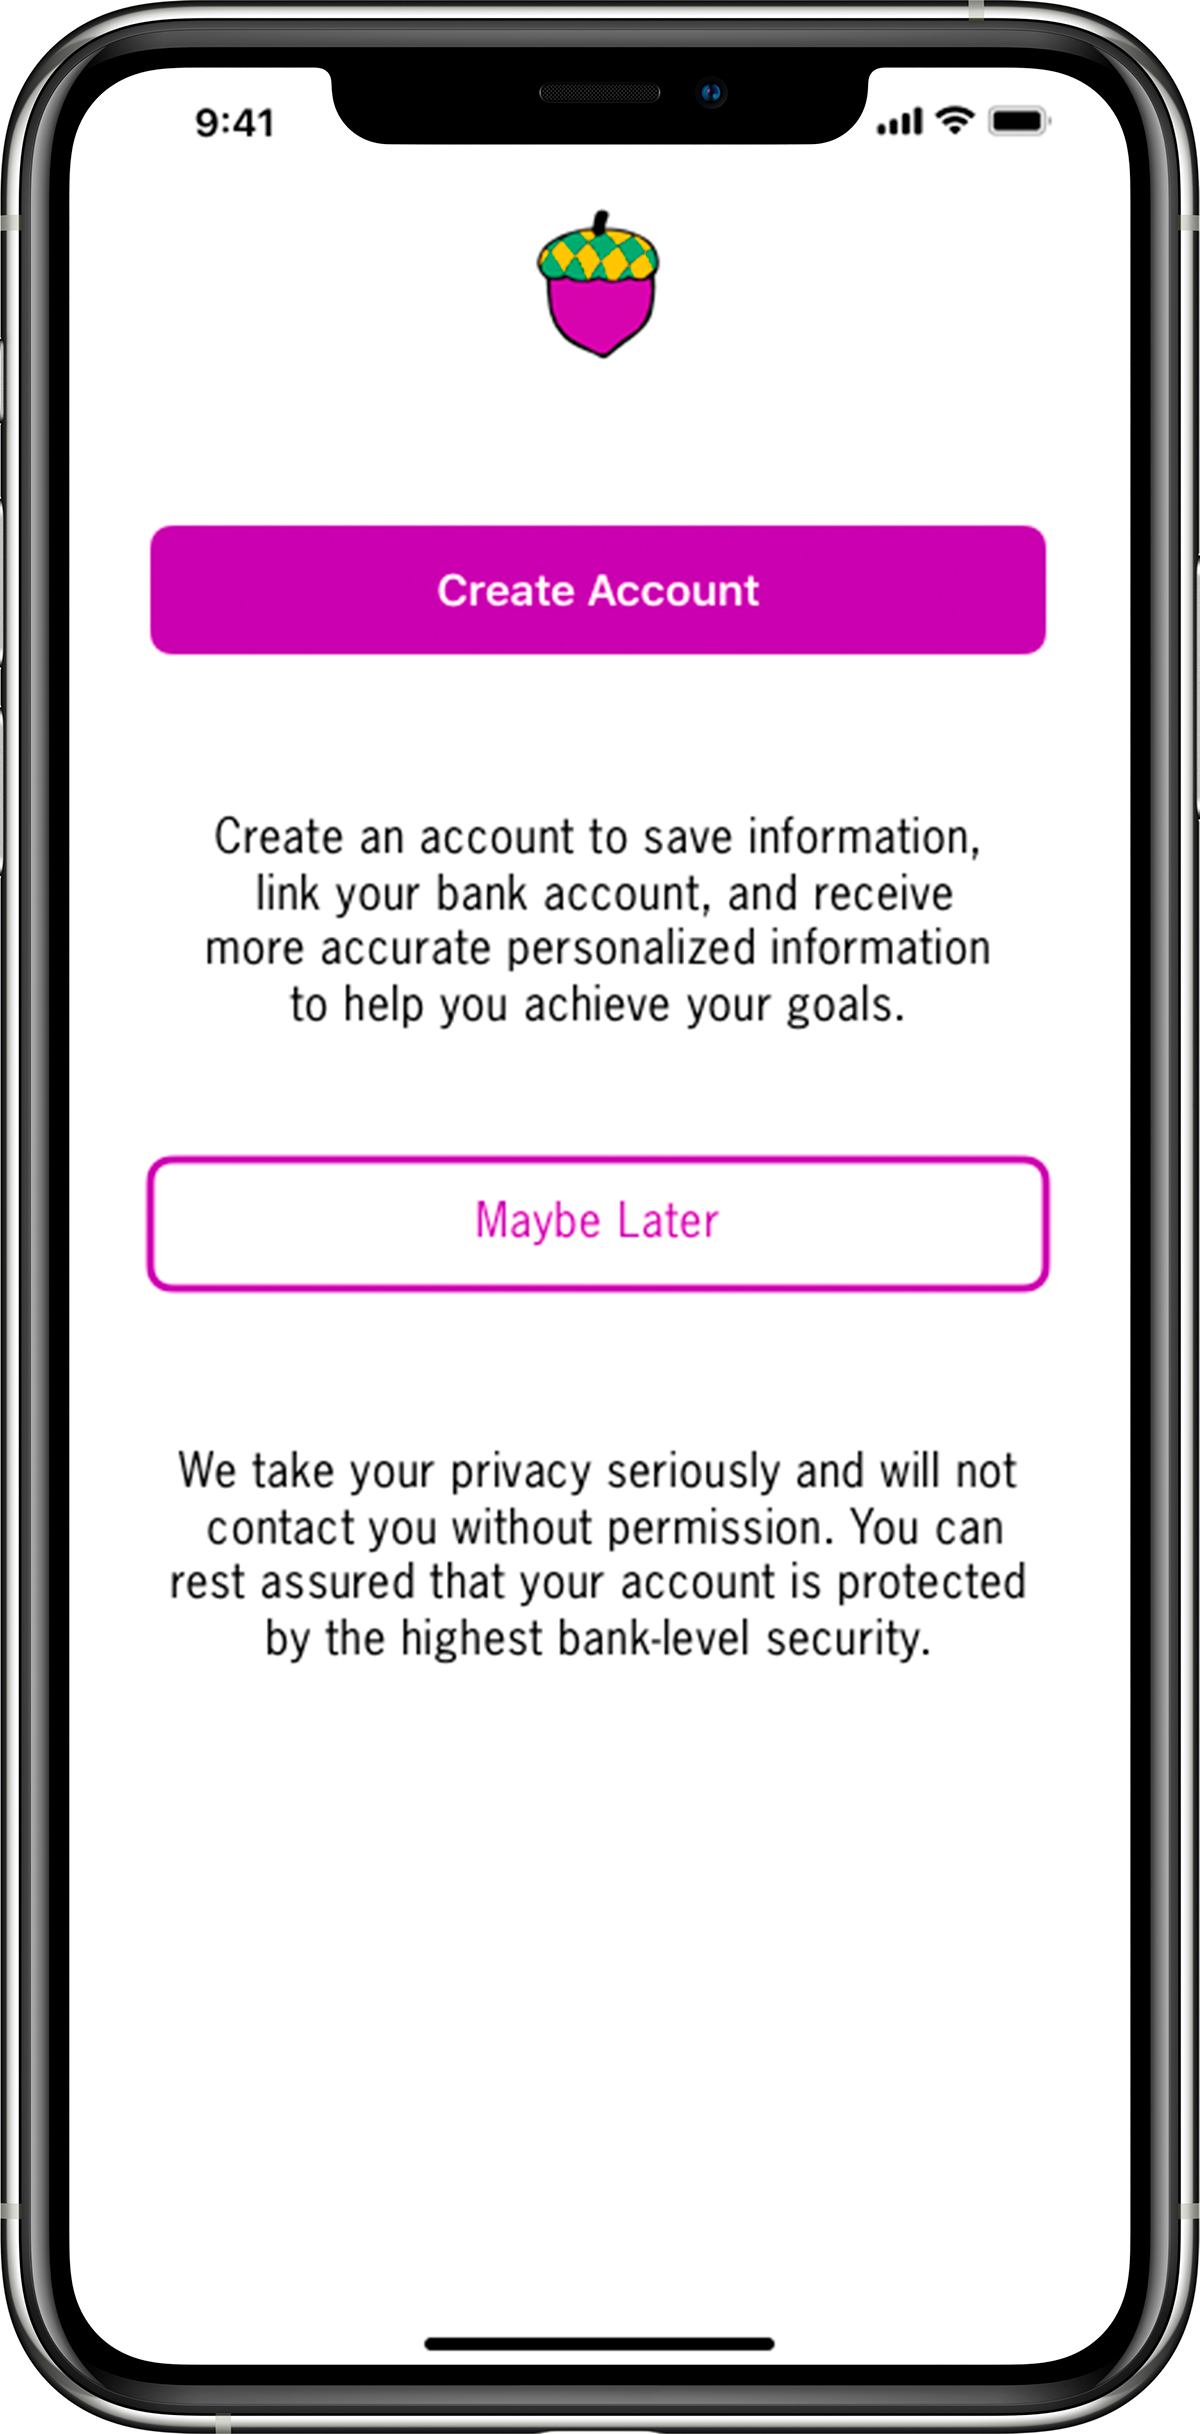 9:41
Create Account
Create an account to save information,
link your bank account, and receive
more accurate personalized information
to help you achieve your goals.
Maybe Later
We take your privacy seriously and will not
contact you without permission. You can
rest assured that your account is protected
by the highest bank-level security.